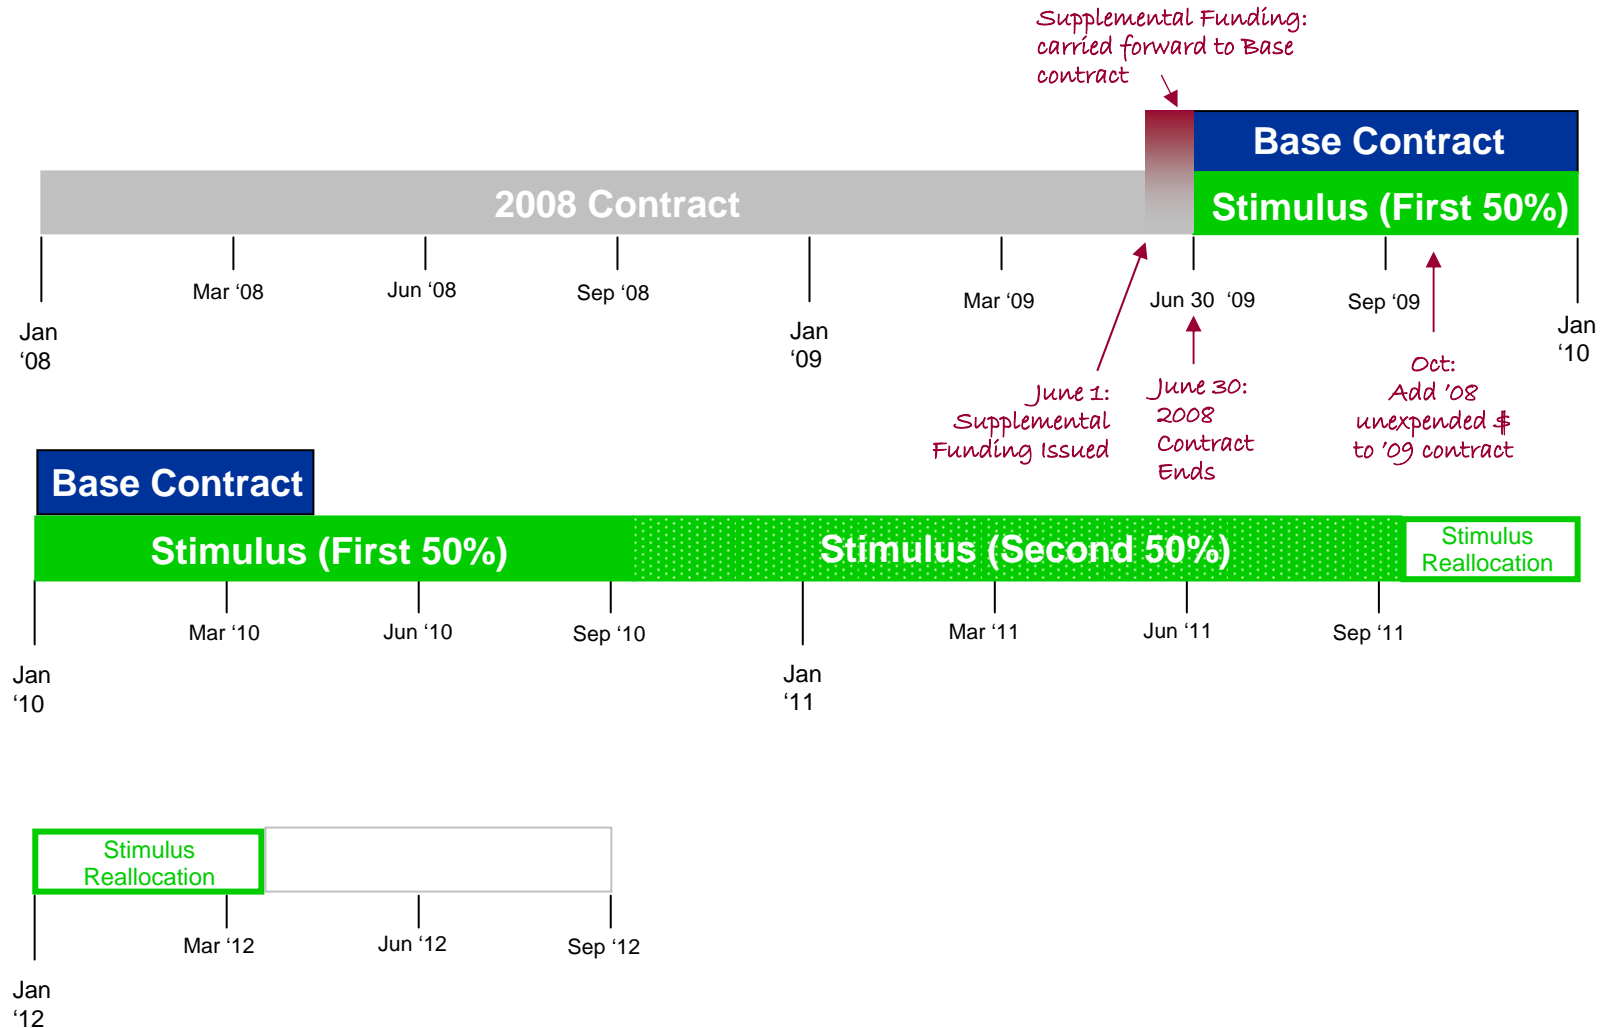 Supplemental Funding:
carried forward to Base
contract
Base Contract
2008 Contract
Stimulus (First 50%)
Mar ‘08
Jun ‘08
Sep ‘08
Mar ‘09
Jun 30 ‘09
Sep ‘09
Jan
‘08
Jan
‘09
Jan
‘10
June 1:
Supplemental
Funding Issued
June 30:
2008
Contract
Ends
Oct:
Add ’08
unexpended $
to ’09 contract
Base Contract
Stimulus (First 50%)
Stimulus (Second 50%)
Stimulus
Reallocation
Mar ‘10
Jun ‘10
Sep ‘10
Mar ‘11
Jun ‘11
Sep ‘11
Jan
‘10
Jan
‘11
Stimulus
Reallocation
Mar ‘12
Jun ‘12
Sep ‘12
Jan
‘12